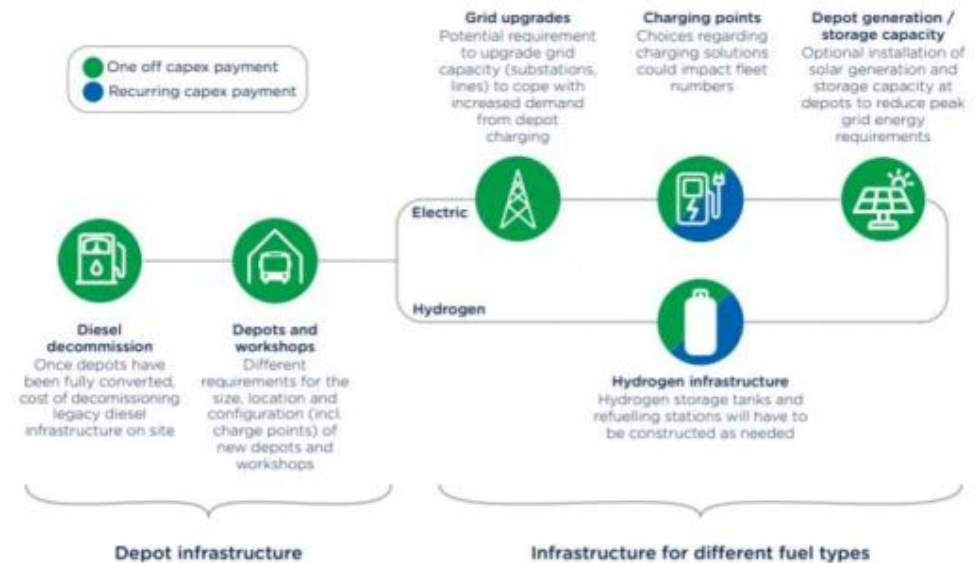 One off capex payment
Recurring capex payment
Grid upgrades
Potential requirement
to upgrade grid
capacity (substations,
lines) to cope with
increased demand
from depot
charging
Charging points
Choices regarding
charging solutions
could impact fleet
numbers
Depot generation /
storage capacity
Optional installation of
solar generation and
storage capacity at
depots to reduce peak
grid energy
requirements
Electric
Hydrogen
Diesel
decommission
Once depots have
been fully converted,
cost of decomissioning
legacy diesel
infrastructure on site
Depots and
workshops
Different
requirements for the
size, location and
configuration (incl.
charge points) of
new depots and
workshops
Hydrogen infrastructure
Hydrogen storage tanks and
refuelling stations will have to
be constructed as needed
Depot infrastructure
Infrastructure for different fuel types